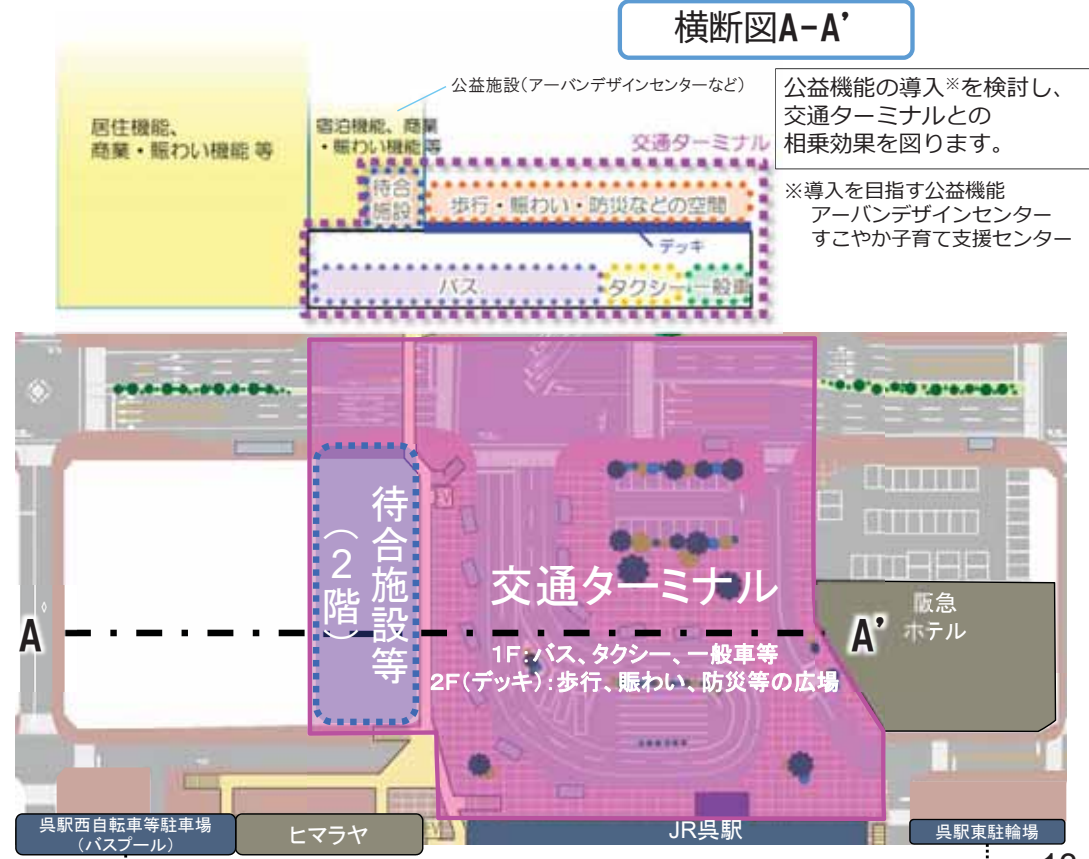 横断図A-A’
公益施設（アーバンデザインセンターなど）
公益機能の導入※を検討し、
交通ターミナルとの
相乗効果を図ります。
※導入を目指す公益機能
アーバンデザインセンター
すこやか子育て支援センター
居住機能、
商業・賑わい機能 等
宿泊機能、商業
・賑わい機能 等
交通ターミナル
待合
施設
歩行・賑わい・防災などの空間
デッキ
バス
タクシー
一般車
待合施設等
（2階）
EV
交通ターミナル
1F：バス、タクシー、一般車等
2F（デッキ）：歩行、賑わい、防災等の広場
A
A’
阪急
ホテル
呉駅西自転車等駐車場
（バスプール）
ヒマラヤ
EV
JR呉駅
呉駅東駐輪場